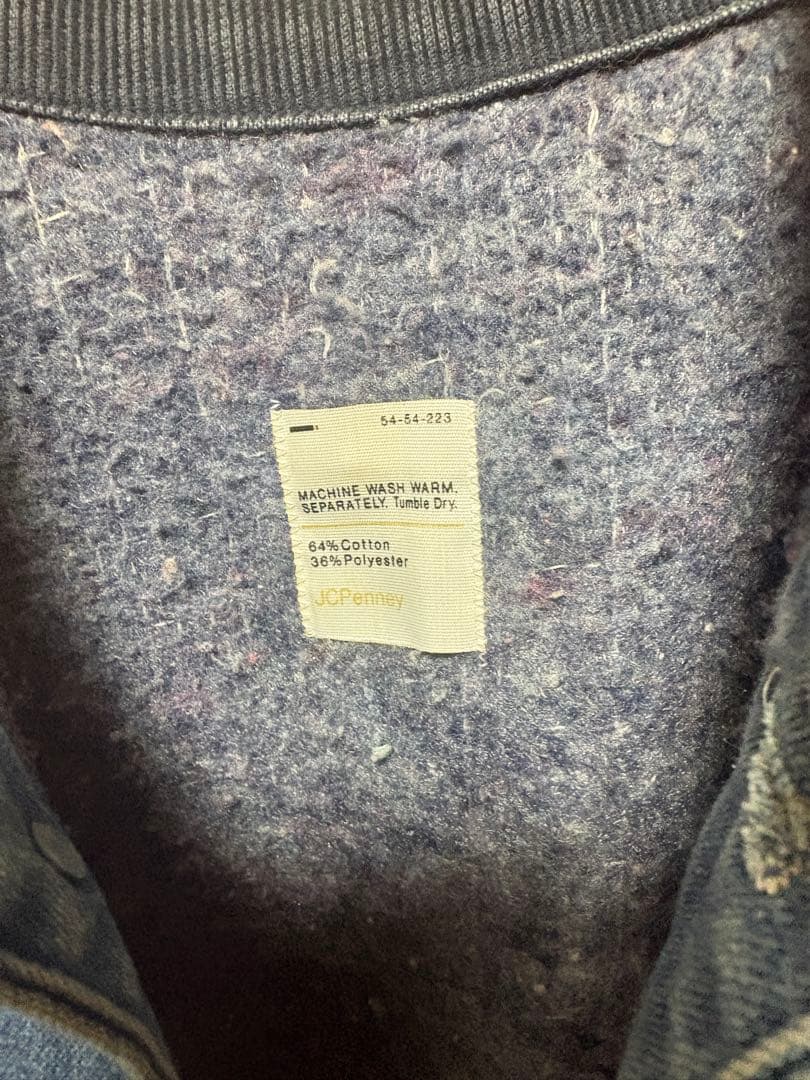 54-54-223
MACHINE WASH WARM.
SEPARATELY. Tumble Dry.
64% Cotton
36% Polyester
JCPenney